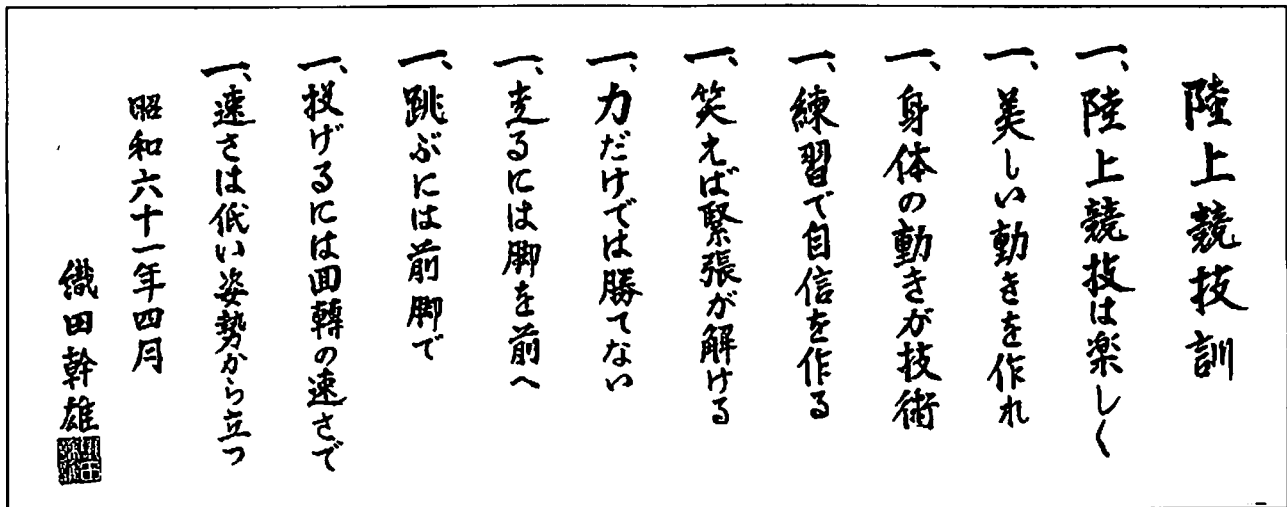 陸上競技訓
一、陸上競技は楽しく
一、美しい動きを作れ
一、身体の動きが技術
一、練習で自信を作る
一、笑えば緊張が解ける
一、力だけでは勝てない
一、走るには脚を前へ
一、跳ぶには前脚で
一、投げるには回轉の速さで
一、速さは低い姿勢から立つ
昭和六十一年四月
織田幹雄